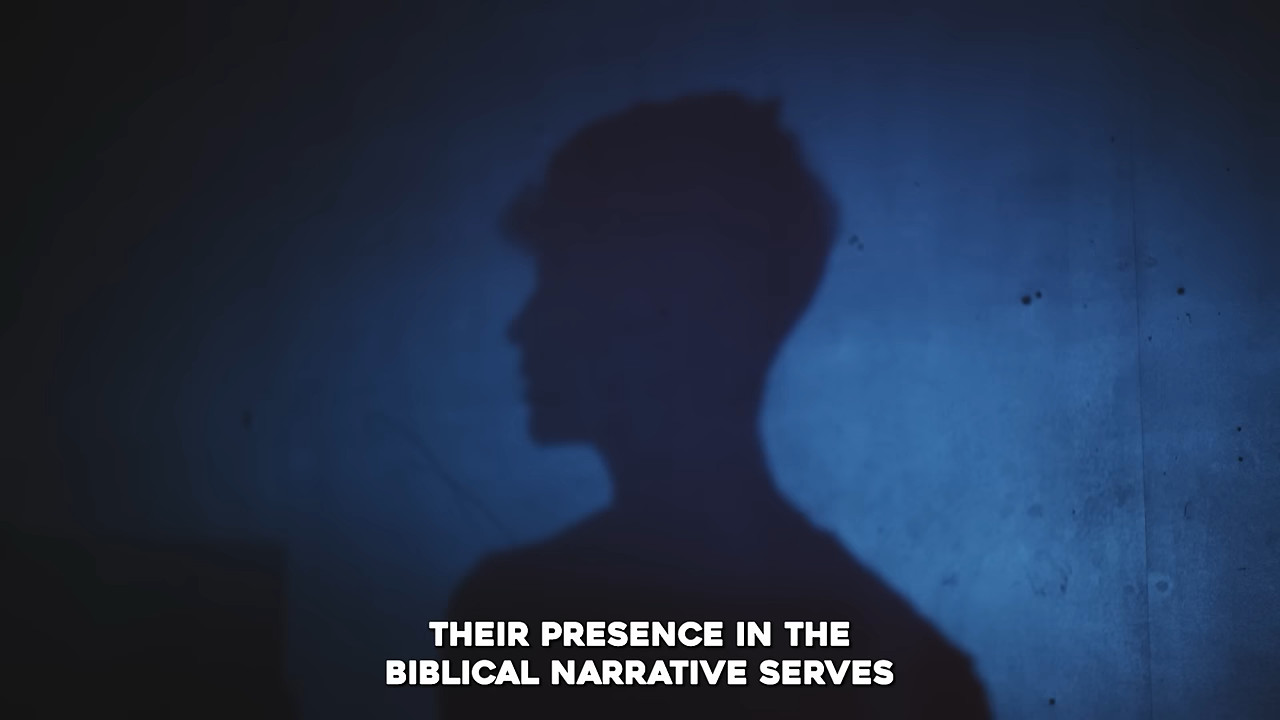 THEIR PRESENCE IN THE
BIBLICAL NARRATIVE SERVES